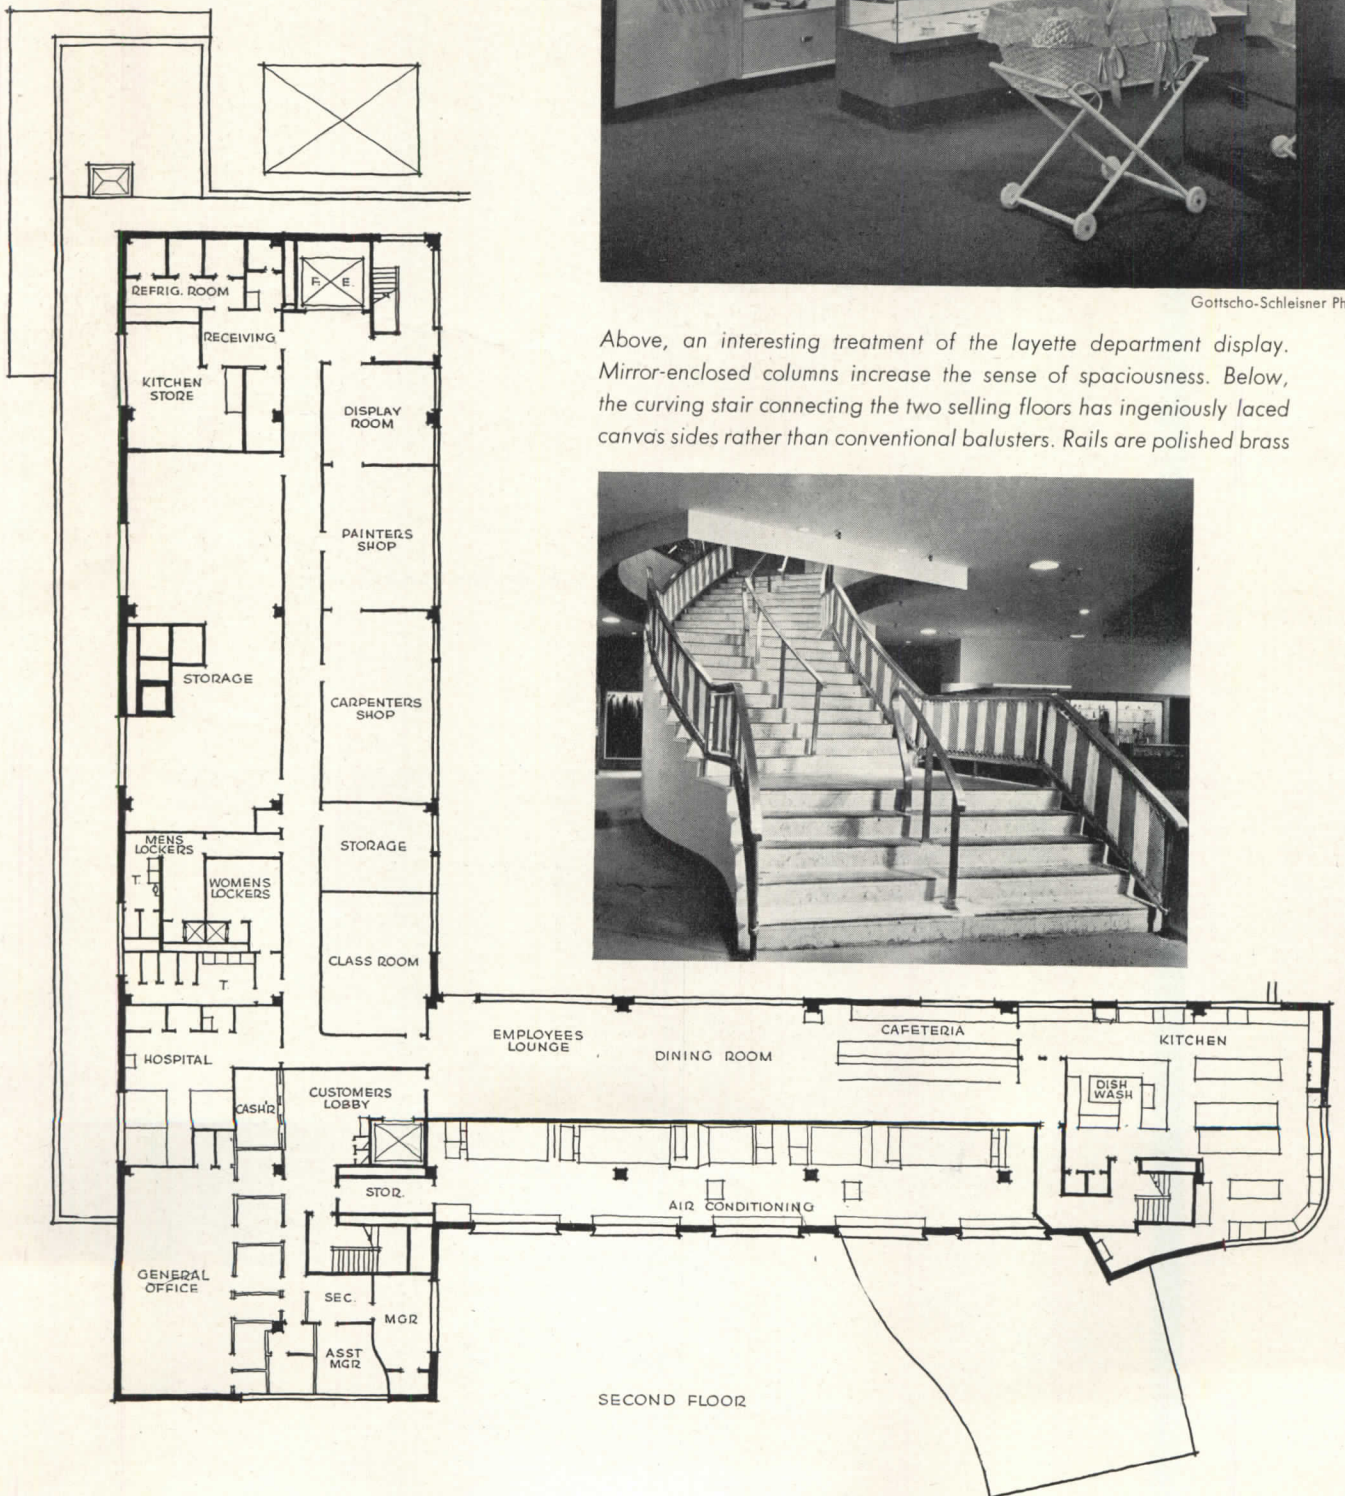 Gottscho-Schleisner Ph
Above, an interesting treatment of the layette department display.
Mirror-enclosed columns increase the sense of spaciousness. Below,
the curving stair connecting the two selling floors has ingeniously laced
canvas sides rather than conventional balusters. Rails are polished brass
REFRIG. ROOM
F. E.
RECEIVING
KITCHEN
STORE
DISPLAY
ROOM
PAINTERS
SHOP
STORAGE
CARPENTERS
SHOP
MENS
LOCKERS
T.
WOMENS
LOCKERS
STORAGE
T.
CLASS ROOM
HOSPITAL
CASH'R
CUSTOMERS
LOBBY
EMPLOYEES
LOUNGE
DINING ROOM
CAFETERIA
KITCHEN
DISH
WASH
STOR.
AIR CONDITIONING
GENERAL
OFFICE
SEC.
MGR
ASST
MGR
SECOND FLOOR